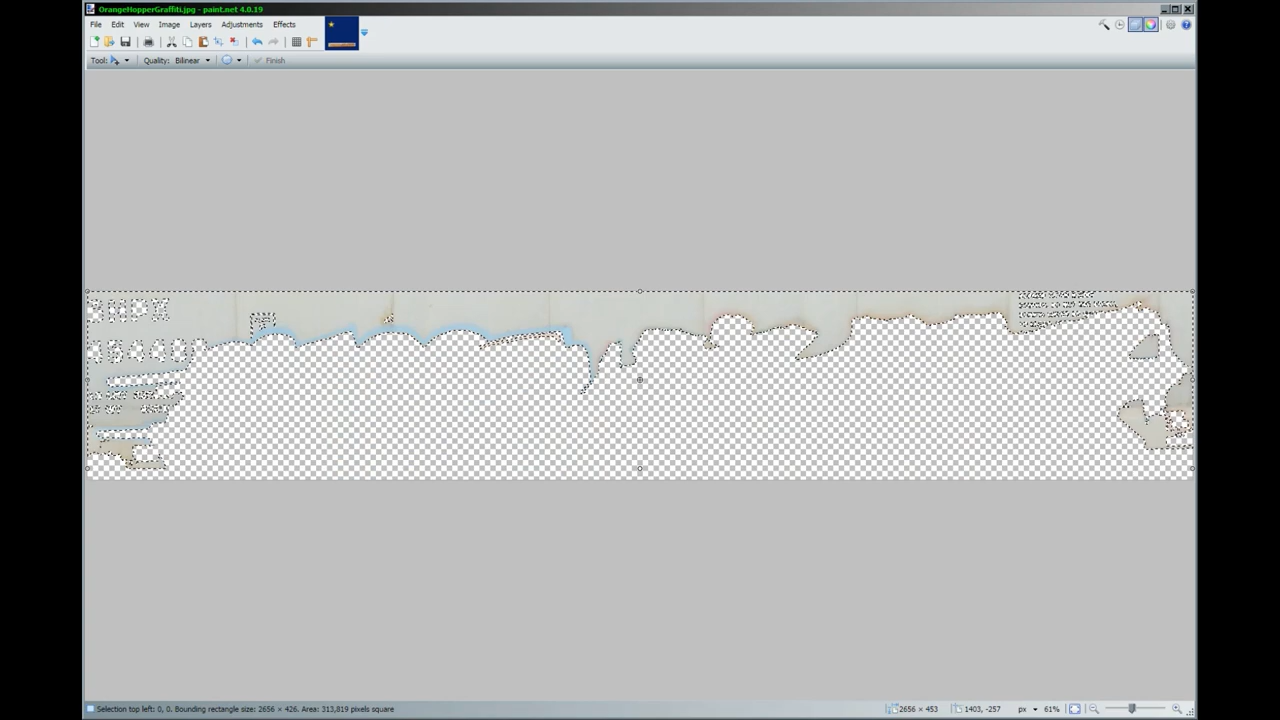 OrangeHopperGraffiti.jpg - paint.net 4.0.19
File Edit View Image Layers Adjustments Effects
Tool: Quality: Bilinear Finish
Selection top left: 0, 0. Bounding rectangle size: 2656 × 426. Area: 313,819 pixels square 2656 × 453 1403, -257 px 61%